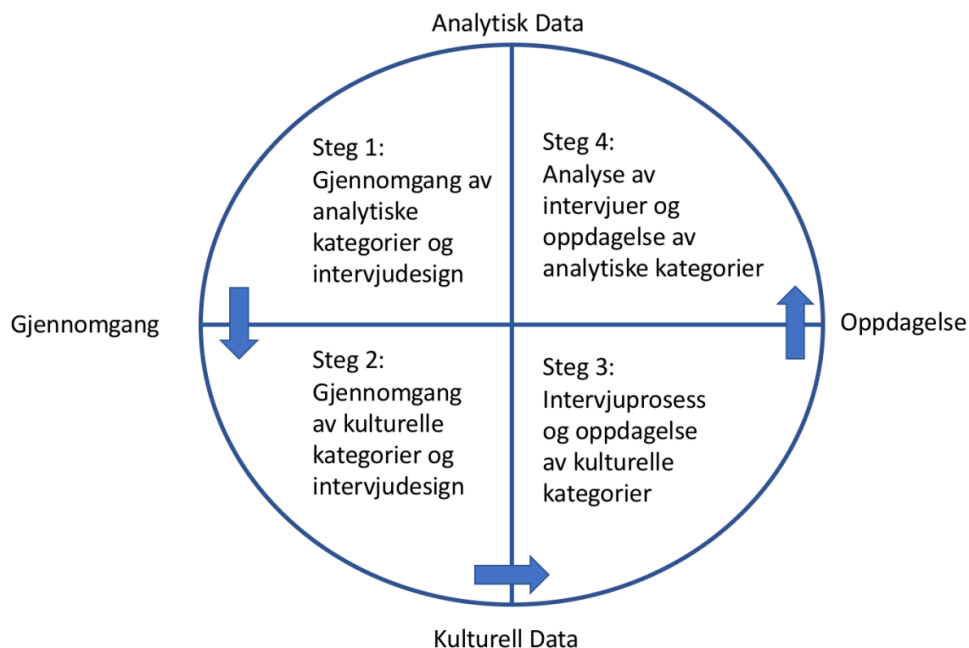 Analytisk Data
Steg 1:
Gjennomgang av
analytiske
kategorier og
intervjudesign
Steg 4:
Analyse av
intervjuer og
oppdagelse av
analytiske kategorier
Gjennomgang
Oppdagelse
Steg 2:
Gjennomgang
av kulturelle
kategorier og
intervjudesign
Steg 3:
Intervjuprosess
og oppdagelse
av kulturelle
kategorier
Kulturell Data